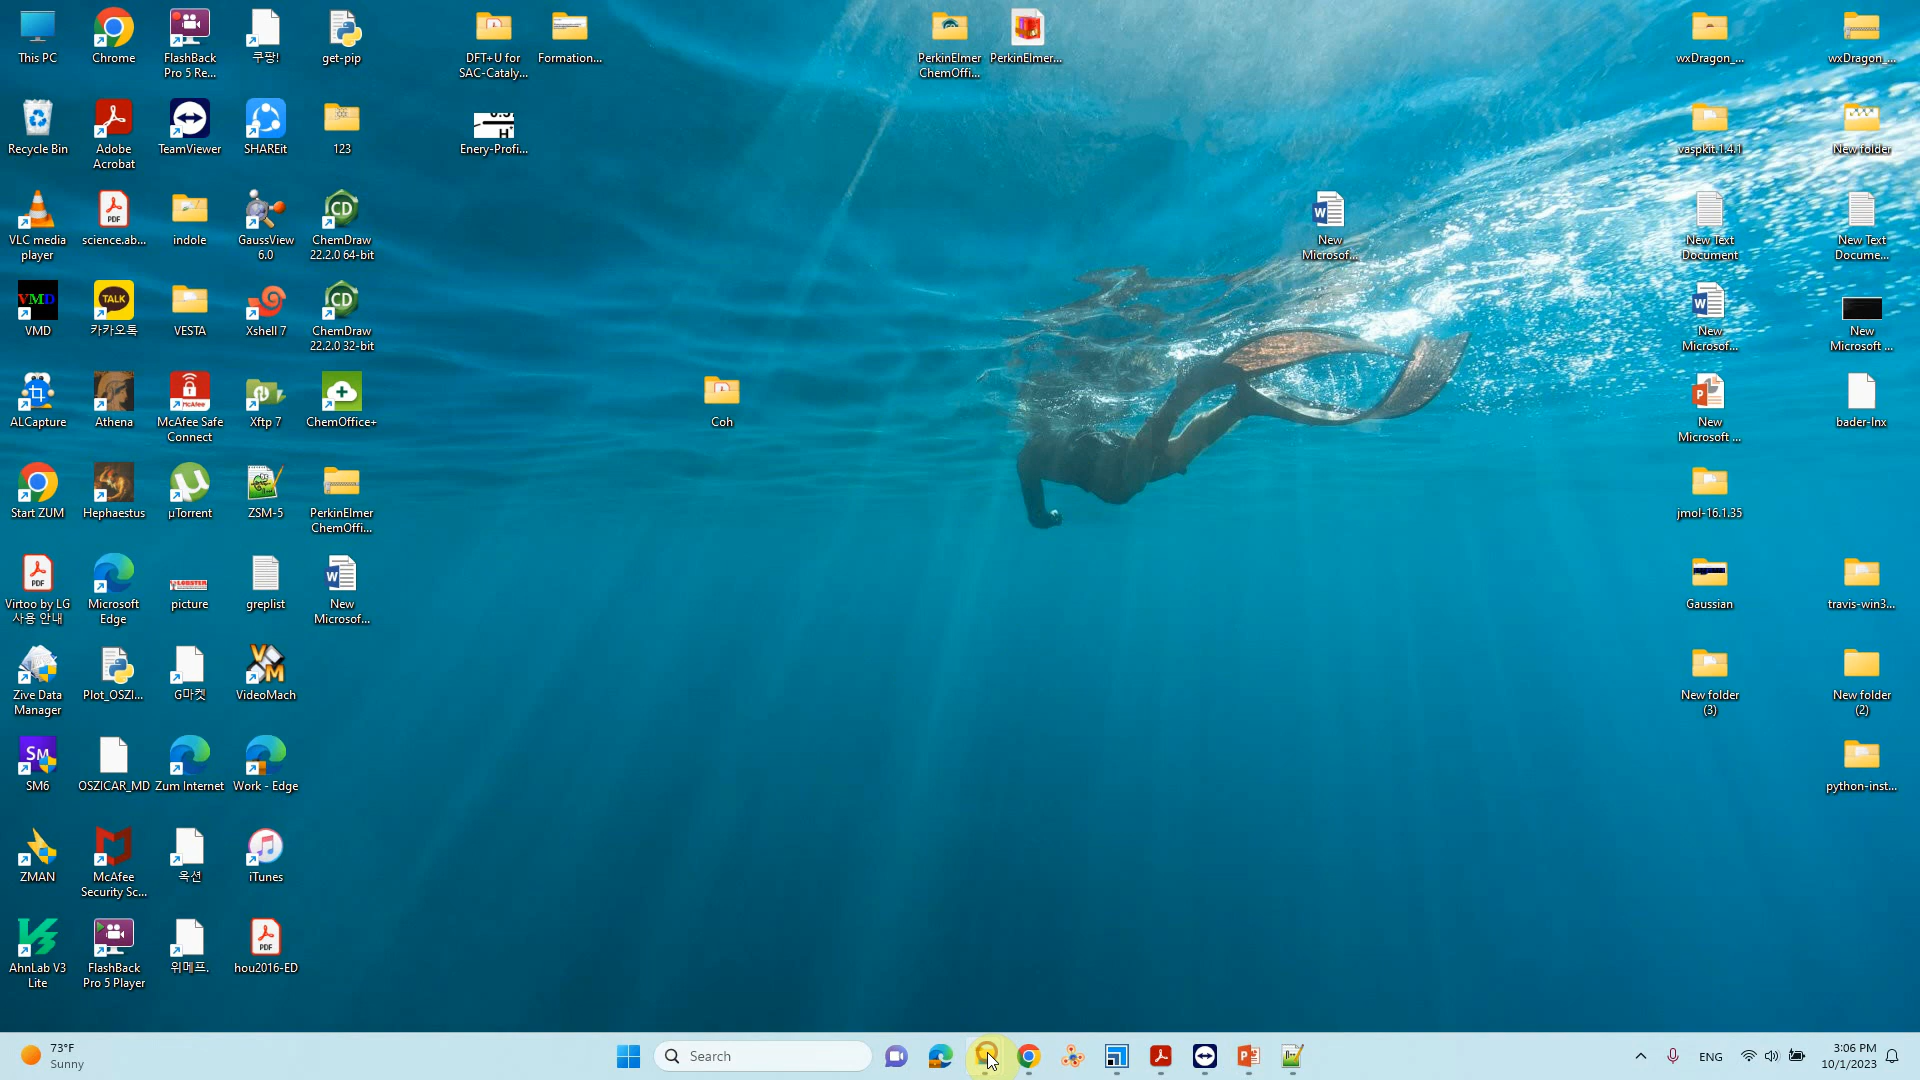 This PC
Chrome
FlashBack
Pro 5 Re...
쿠팡!
get-pip
DFT+U for
SAC-Cataly...
Formation...
PerkinElmer
ChemOffi...
PerkinElmer...
wxDragon_...
wxDragon_...
Recycle Bin
Adobe
Acrobat
TeamViewer
SHAREit
123
Enery-Profi...
vaspkit.1.4.1
New folder
VLC media
player
science.ab...
indole
GaussView
6.0
ChemDraw
22.2.0 64-bit
New
Microsof...
New Text
Document
New Text
Docume...
VMD
카카오톡
VESTA
Xshell 7
ChemDraw
22.2.0 32-bit
New
Microsof...
New
Microsoft ...
ALCapture
Athena
McAfee Safe
Connect
Xftp 7
ChemOffice+
Coh
New
Microsoft ...
bader-lnx
Start ZUM
Hephaestus
µTorrent
ZSM-5
PerkinElmer
ChemOffi...
jmol-16.1.35
Virtoo by LG
사용 안내
Microsoft
Edge
picture
greplist
New
Microsof...
Gaussian
travis-win3...
Zive Data
Manager
Plot_OSZI...
G마켓
VideoMach
New folder
(3)
New folder
(2)
SM6
OSZICAR_MD
Zum Internet
Work - Edge
python-inst...
ZMAN
McAfee
Security Sc...
옥션
iTunes
AhnLab V3
Lite
FlashBack
Pro 5 Player
위메프.
hou2016-ED
73°F
Sunny
Search
ENG
3:06 PM
10/1/2023